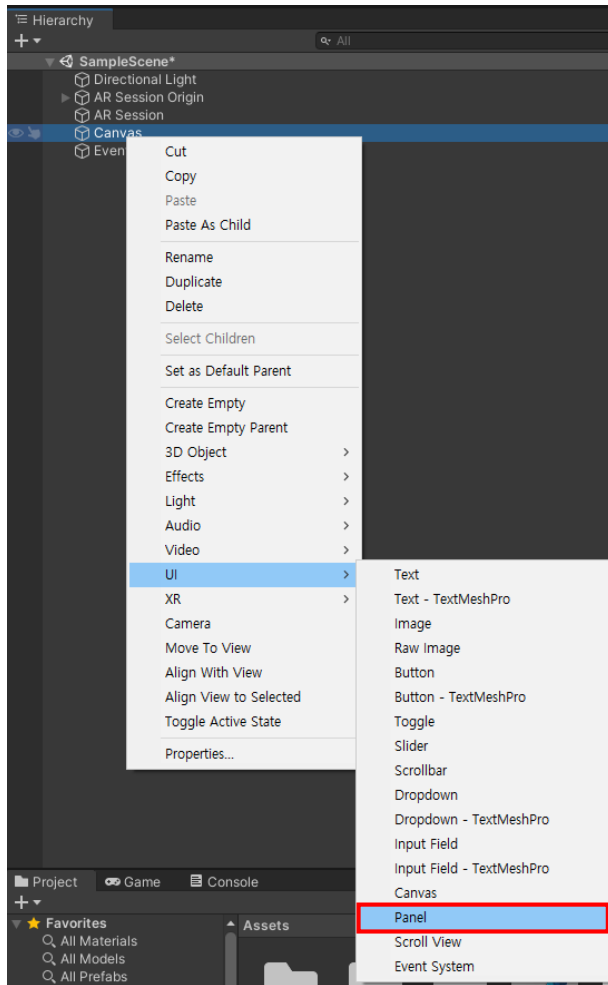 Hierarchy
All
SampleScene*
Directional Light
AR Session Origin
AR Session
Canvas
Even
Cut
Copy
Paste
Paste As Child
Rename
Duplicate
Delete
Select Children
Set as Default Parent
Create Empty
Create Empty Parent
3D Object
Effects
Light
Audio
Video
UI
XR
Camera
Move To View
Align With View
Align View to Selected
Toggle Active State
Properties...
Text
Text - TextMeshPro
Image
Raw Image
Button
Button - TextMeshPro
Toggle
Slider
Scrollbar
Dropdown
Dropdown - TextMeshPro
Input Field
Input Field - TextMeshPro
Canvas
Panel
Scroll View
Event System
Project Game Console
Favorites
All Materials
All Models
All Prefabs
Assets